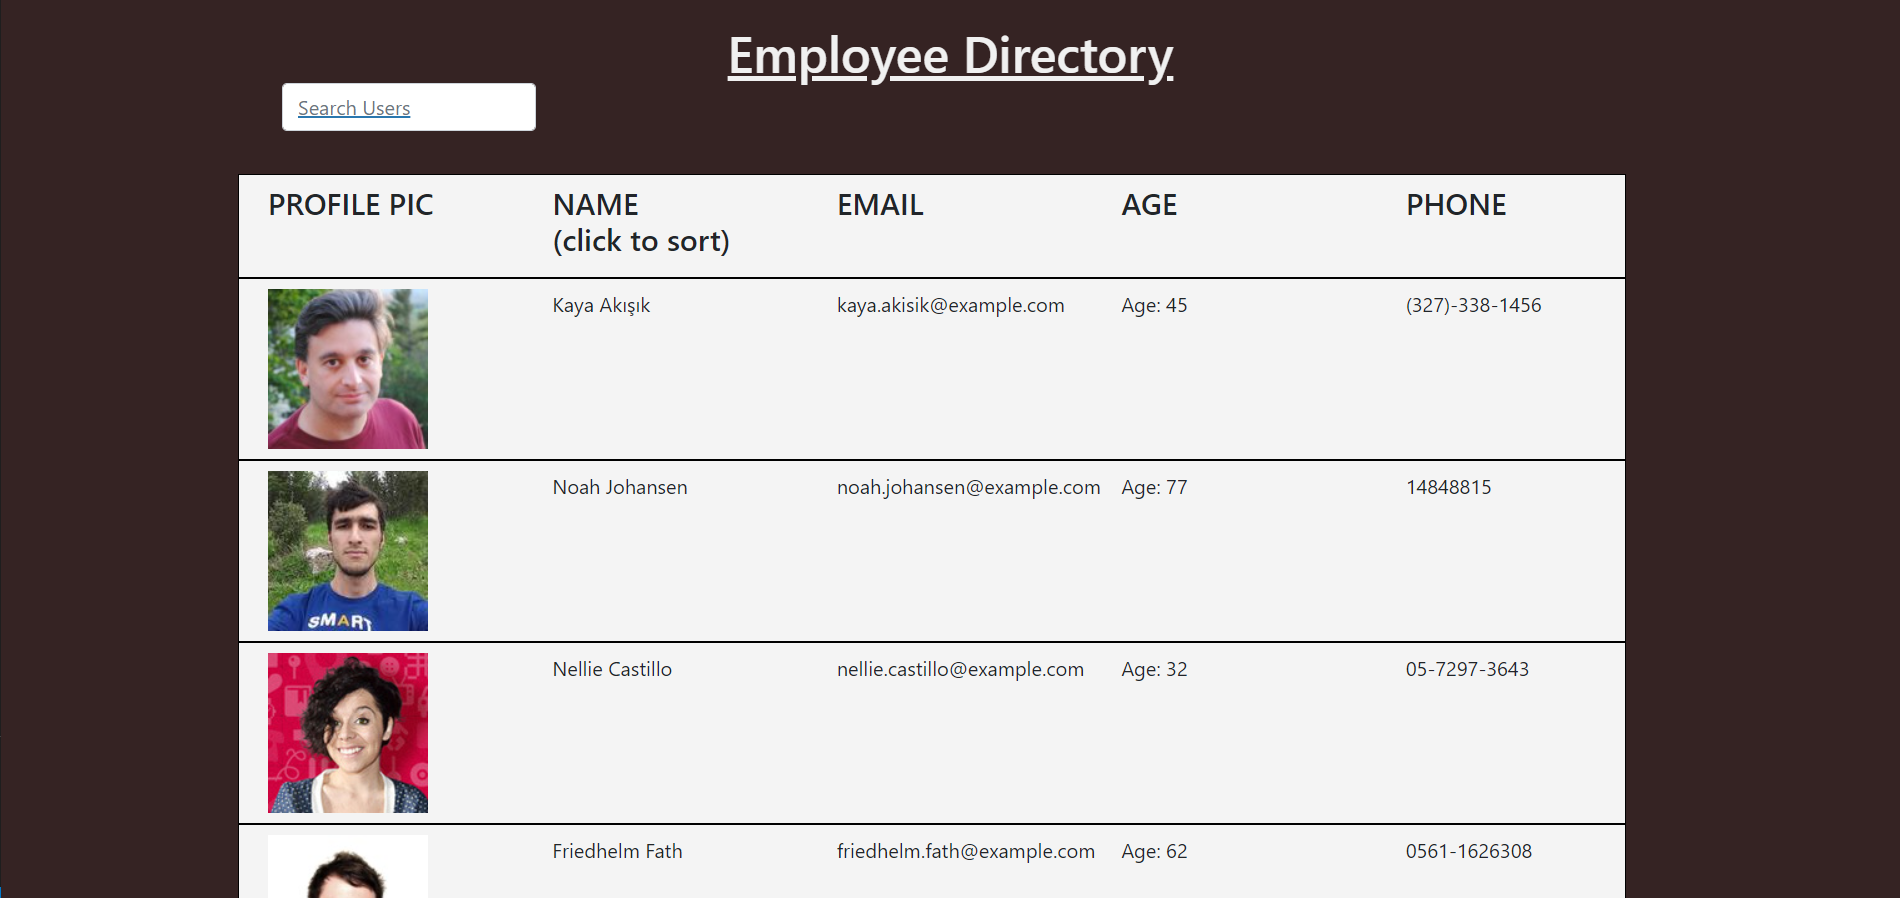 Employee Directory
Search Users
PROFILE PIC
NAME
(click to sort)
EMAIL
AGE
PHONE
Kaya Akışık
kaya.akisik@example.com
Age: 45
(327)-338-1456
Noah Johansen
noah.johansen@example.com
Age: 77
14848815
SMART
Nellie Castillo
nellie.castillo@example.com
Age: 32
05-7297-3643
Friedhelm Fath
friedhelm.fath@example.com
Age: 62
0561-1626308